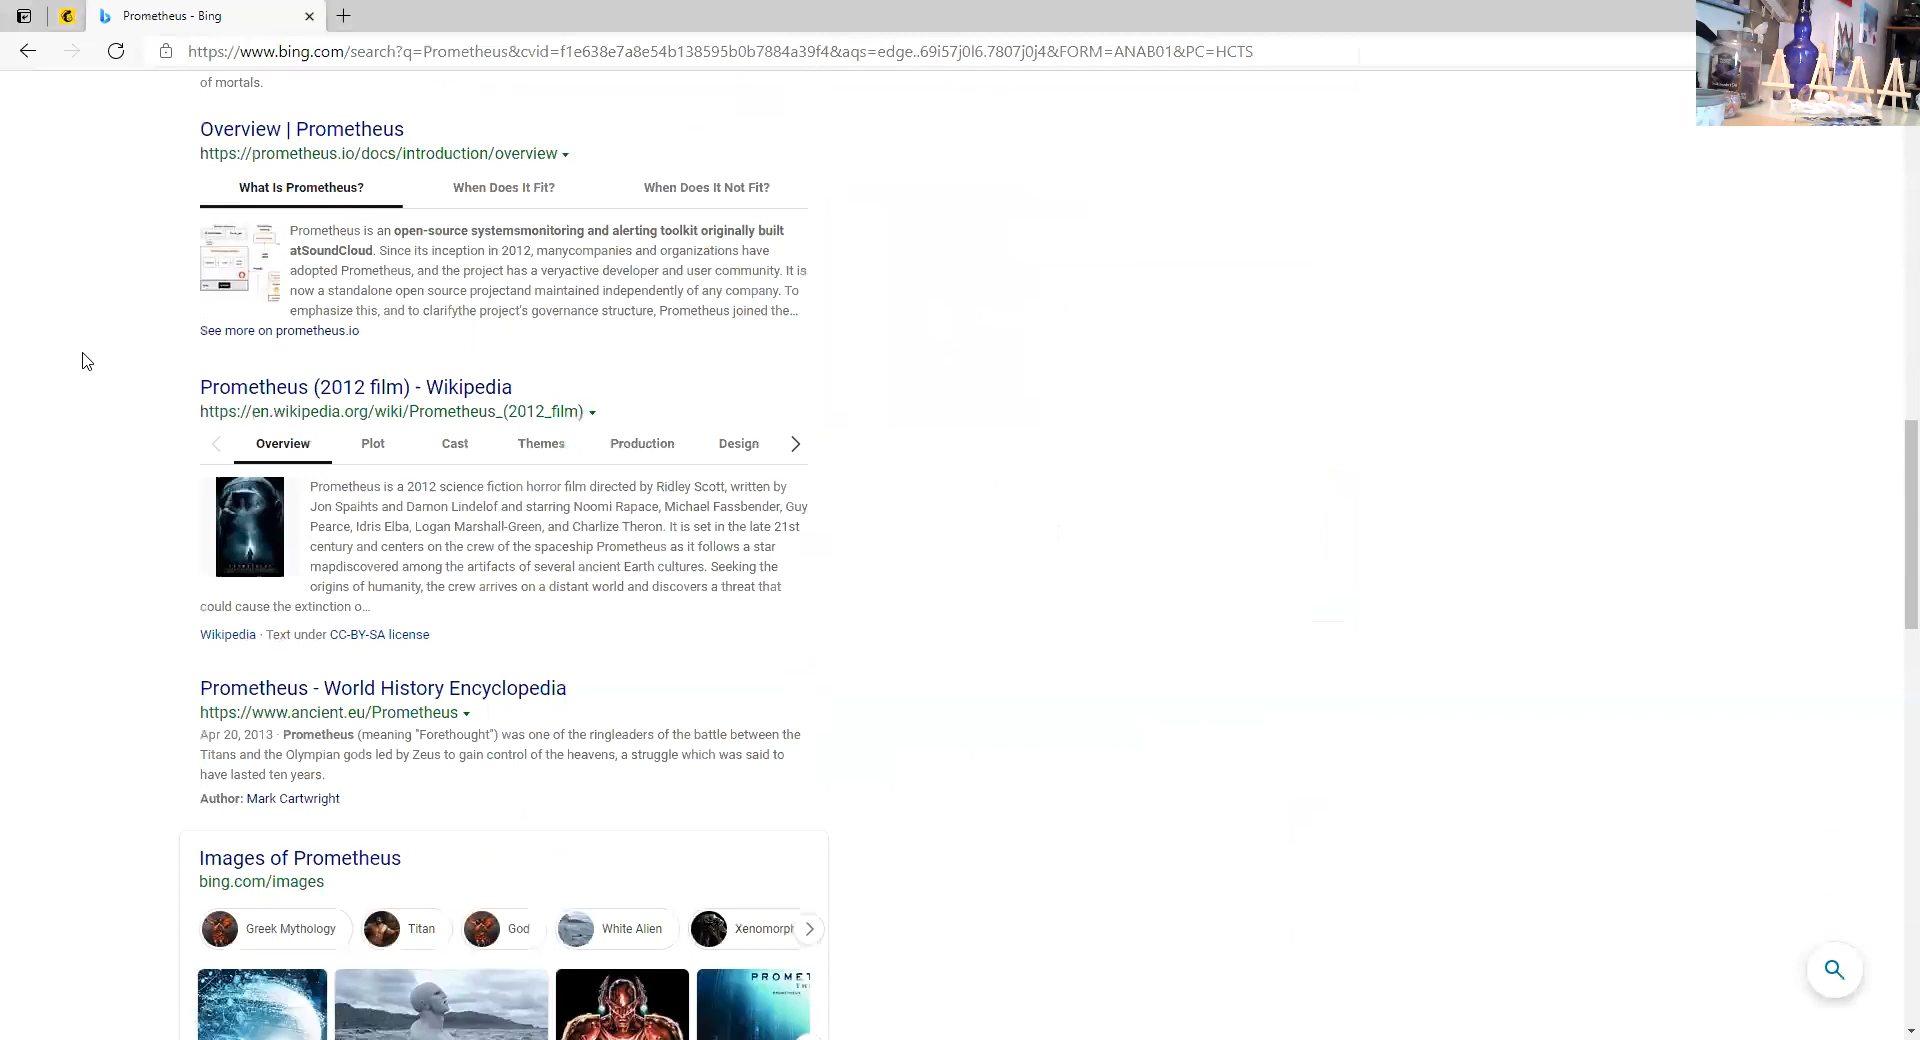 Prometheus - Bing
https://www.bing.com/search?q=Prometheus&cvid=f1e638e7a8e54b138595b0b7884a39f4&aqs=edge..69i57j0l6.7807j0j4&FORM=ANAB01&PC=HCTS
of mortals.
Overview | Prometheus
https://prometheus.io/docs/introduction/overview
What Is Prometheus? When Does It Fit? When Does It Not Fit?
Prometheus is an open-source systemsmonitoring and alerting toolkit originally built
atSoundCloud. Since its inception in 2012, manycompanies and organizations have
adopted Prometheus, and the project has a veryactive developer and user community. It is
now a standalone open source projectand maintained independently of any company. To
emphasize this, and to clarifythe project's governance structure, Prometheus joined the...
See more on prometheus.io
Prometheus (2012 film) - Wikipedia
https://en.wikipedia.org/wiki/Prometheus_(2012_film)
Overview Plot Cast Themes Production Design
Prometheus is a 2012 science fiction horror film directed by Ridley Scott, written by
Jon Spaihts and Damon Lindelof and starring Noomi Rapace, Michael Fassbender, Guy
Pearce, Idris Elba, Logan Marshall-Green, and Charlize Theron. It is set in the late 21st
century and centers on the crew of the spaceship Prometheus as it follows a star
mapdiscovered among the artifacts of several ancient Earth cultures. Seeking the
origins of humanity, the crew arrives on a distant world and discovers a threat that
could cause the extinction o...
Wikipedia · Text under CC-BY-SA license
Prometheus - World History Encyclopedia
https://www.ancient.eu/Prometheus
Apr 20, 2013 · Prometheus (meaning "Forethought") was one of the ringleaders of the battle between the
Titans and the Olympian gods led by Zeus to gain control of the heavens, a struggle which was said to
have lasted ten years.
Author: Mark Cartwright
Images of Prometheus
bing.com/images
Greek Mythology Titan God White Alien Xenomorph
PROMET